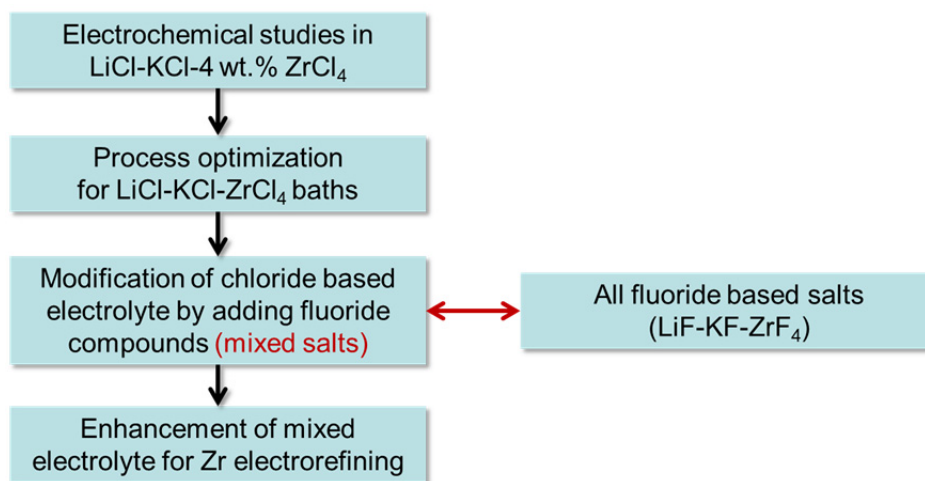 Electrochemical studies in
LiCl-KCl-4 wt.% ZrCl₄
Process optimization
for LiCl-KCl-ZrCl₄ baths
Modification of chloride based
electrolyte by adding fluoride
compounds (mixed salts)
All fluoride based salts
(LiF-KF-ZrF₄)
Enhancement of mixed
electrolyte for Zr electrorefining